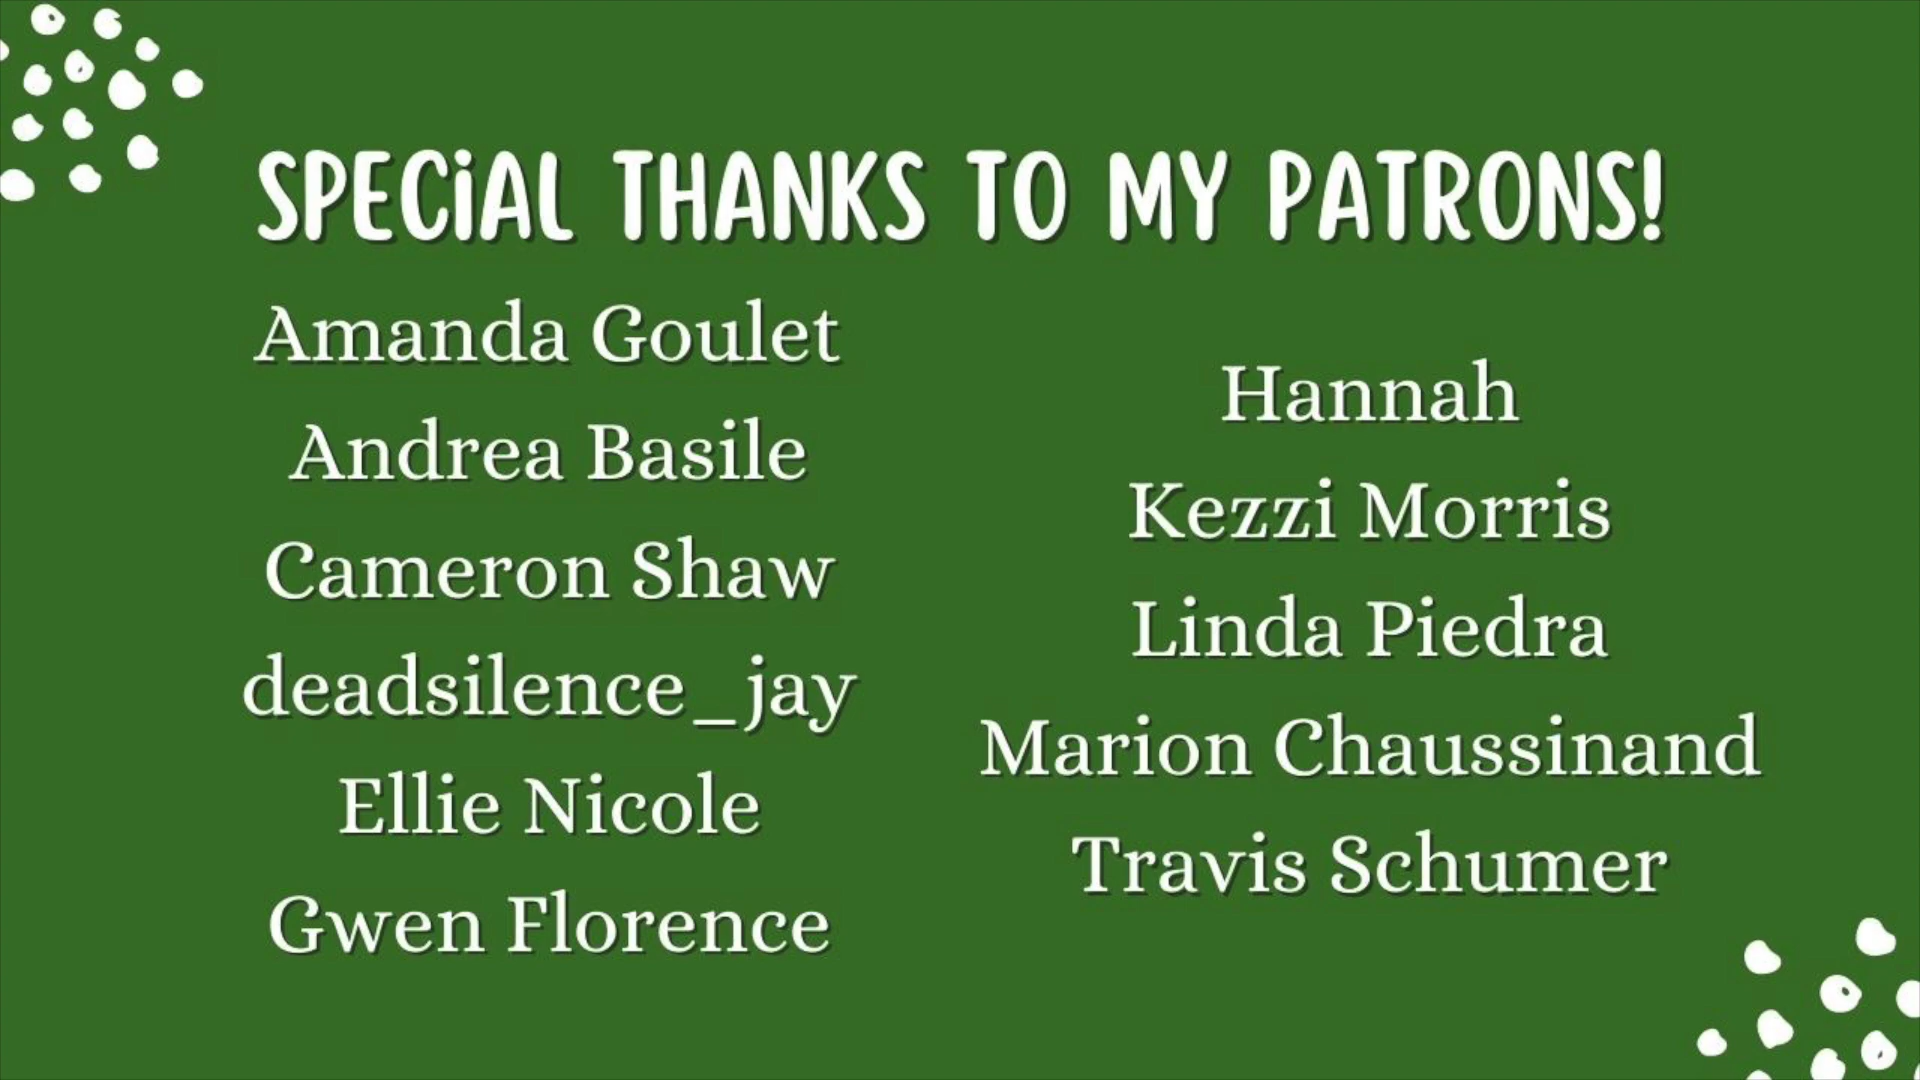 SPECIAL THANKS TO MY PATRONS!
Amanda Goulet
Andrea Basile
Cameron Shaw
deadsilence_jay
Ellie Nicole
Gwen Florence
Hannah
Kezzi Morris
Linda Piedra
Marion Chaussinand
Travis Schumer